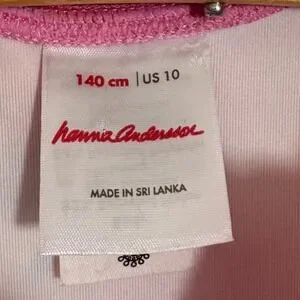 140 cm | US 10
hanna andersson
MADE IN SRI LANKA